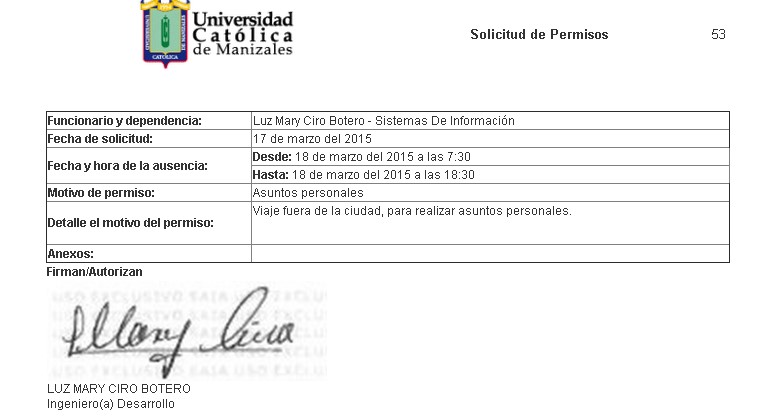 Universidad
Católica
de Manizales
CATÓLICA
Solicitud de Permisos 53
Funcionario y dependencia: Luz Mary Ciro Botero - Sistemas De Información
Fecha de solicitud: 17 de marzo del 2015
Fecha y hora de la ausencia: Desde: 18 de marzo del 2015 a las 7:30
Hasta: 18 de marzo del 2015 a las 18:30
Motivo de permiso: Asuntos personales
Detalle el motivo del permiso: Viaje fuera de la ciudad, para realizar asuntos personales.
Anexos:
Firman/Autorizan
LUZ MARY CIRO BOTERO
Ingeniero(a) Desarrollo